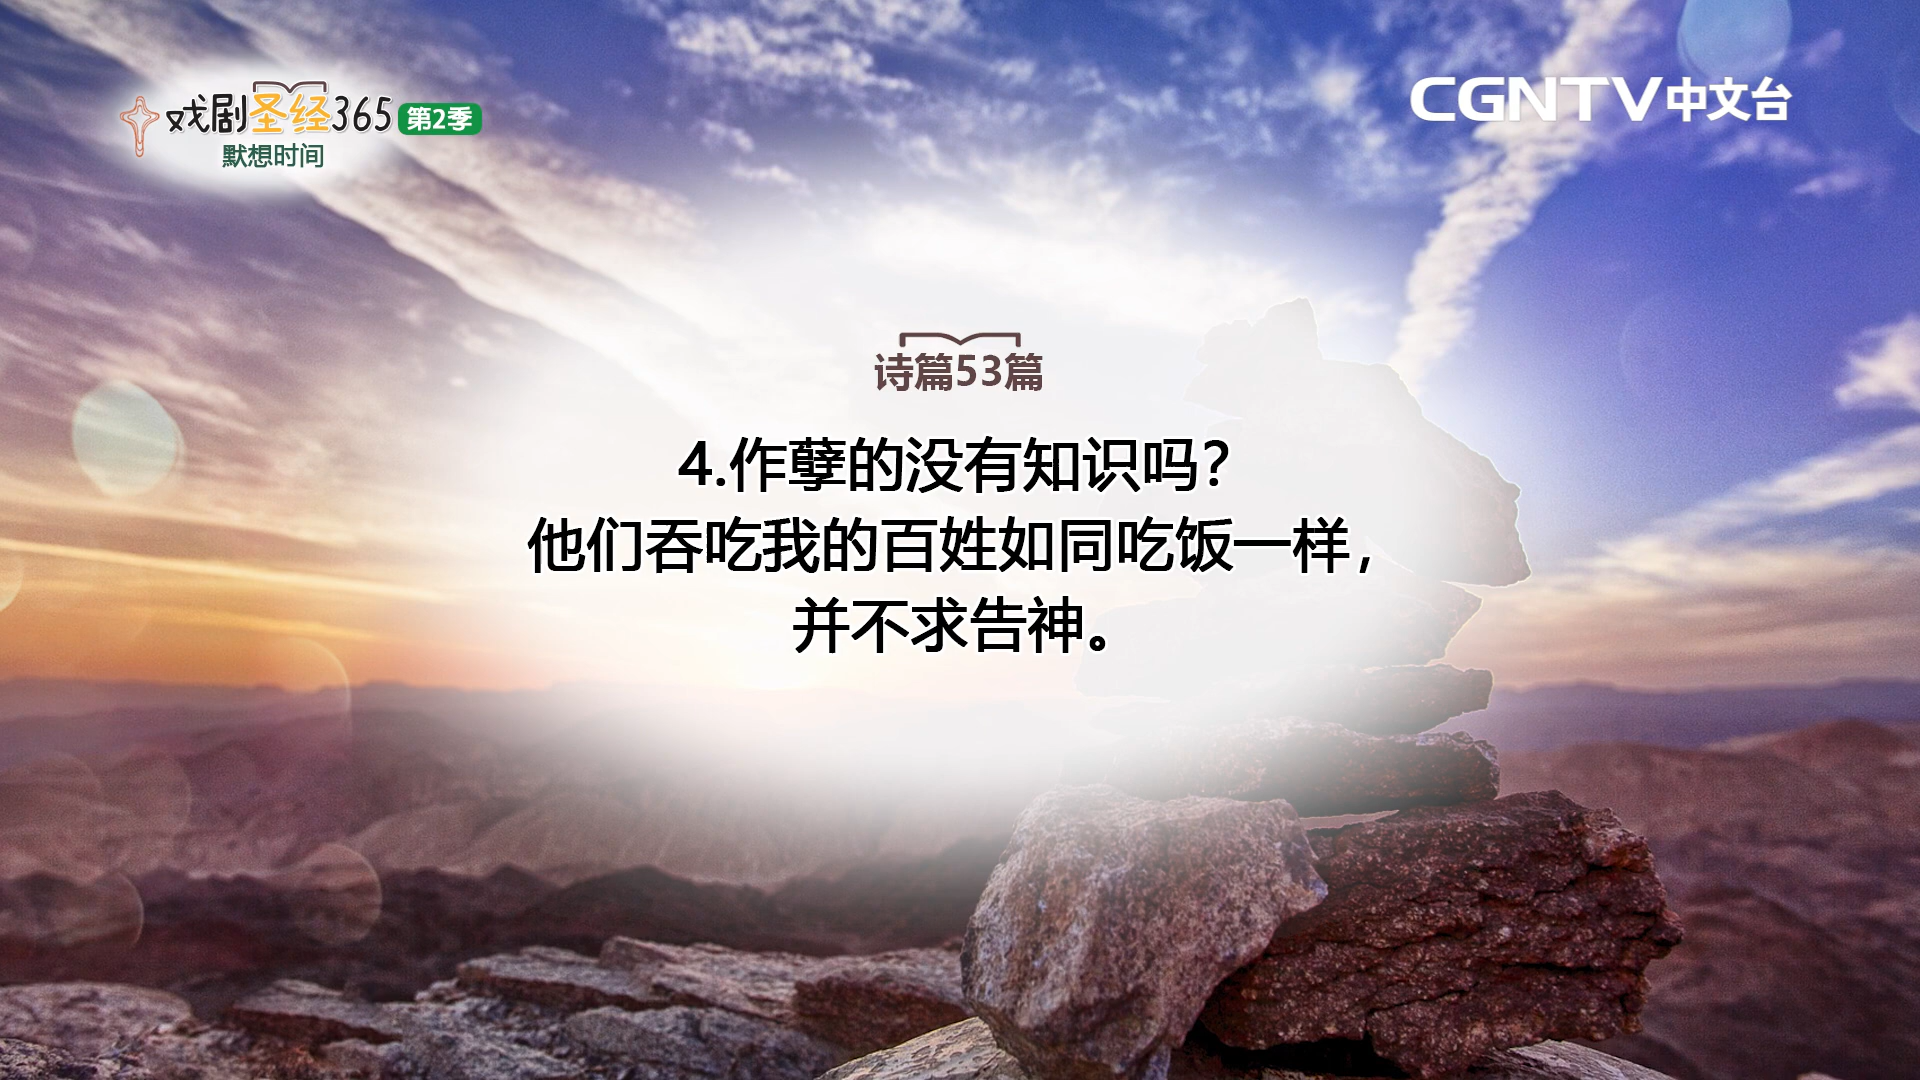 戏剧圣经365 第2季
默想时间
CGNTV中文台
诗篇53篇
4.作孽的没有知识吗？
他们吞吃我的百姓如同吃饭一样，
并不求告神。